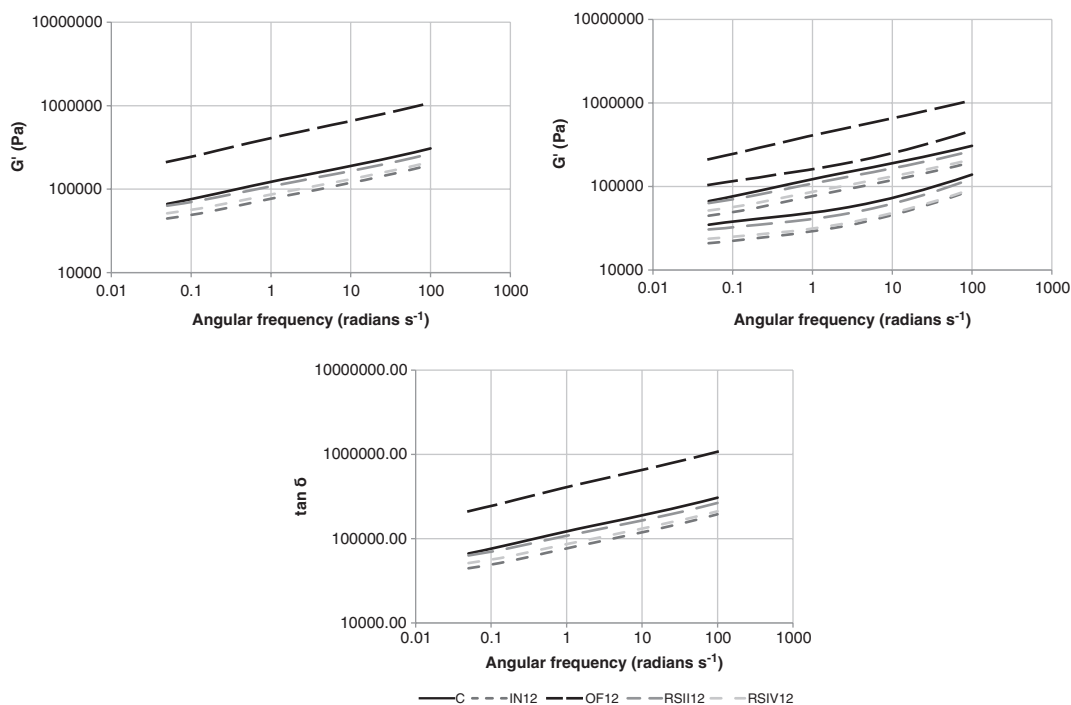 10000000
1000000
100000
10000
G' (Pa)
0.01 0.1 1 10 100 1000
Angular frequency (radians s-1)
10000000
1000000
100000
10000
G' (Pa)
0.01 0.1 1 10 100 1000
Angular frequency (radians s-1)
10000000.00
1000000.00
100000.00
10000.00
tan δ
0.01 0.1 1 10 100 1000
Angular frequency (radians s-1)
C IN12 OF12 RSII12 RSIV12